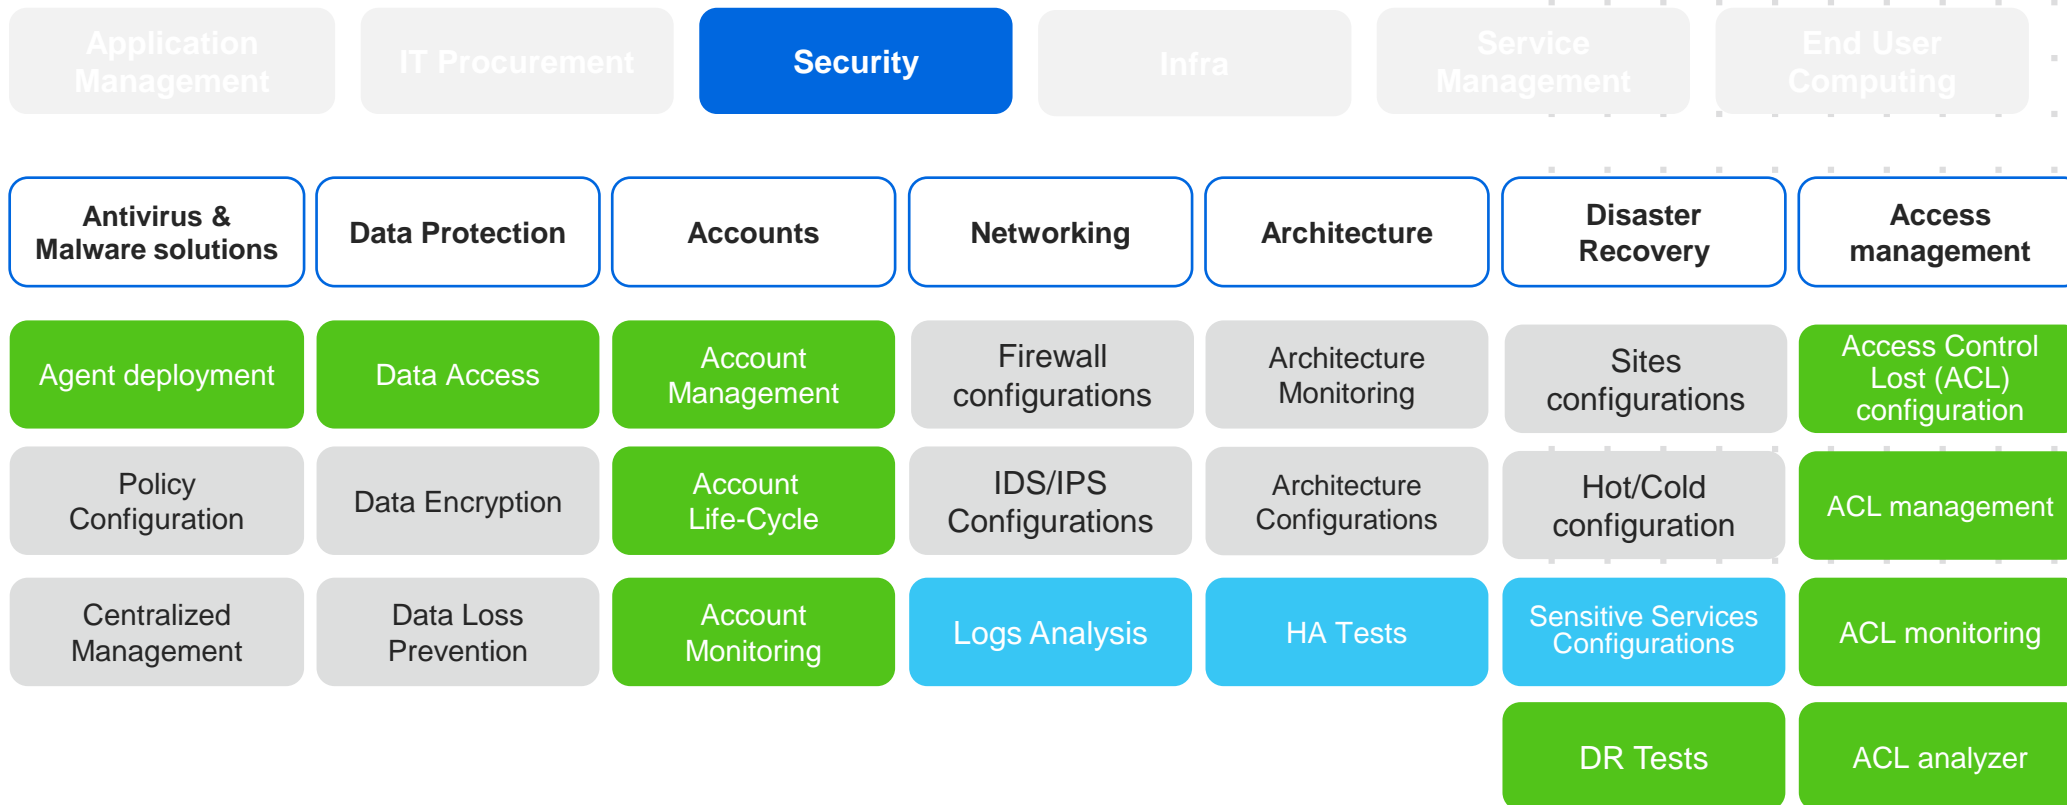 Application
Management
IT Procurement
Security
Infra
Service
Management
End User
Computing
Antivirus &
Malware solutions
Data Protection
Accounts
Networking
Architecture
Disaster
Recovery
Access
management
Agent deployment
Data Access
Account
Management
Firewall
configurations
Architecture
Monitoring
Sites
configurations
Access Control
Lost (ACL)
configuration
Policy
Configuration
Data Encryption
Account
Life-Cycle
IDS/IPS
Configurations
Architecture
Configurations
Hot/Cold
configuration
ACL management
Centralized
Management
Data Loss
Prevention
Account
Monitoring
Logs Analysis
HA Tests
Sensitive Services
Configurations
ACL monitoring
DR Tests
ACL analyzer